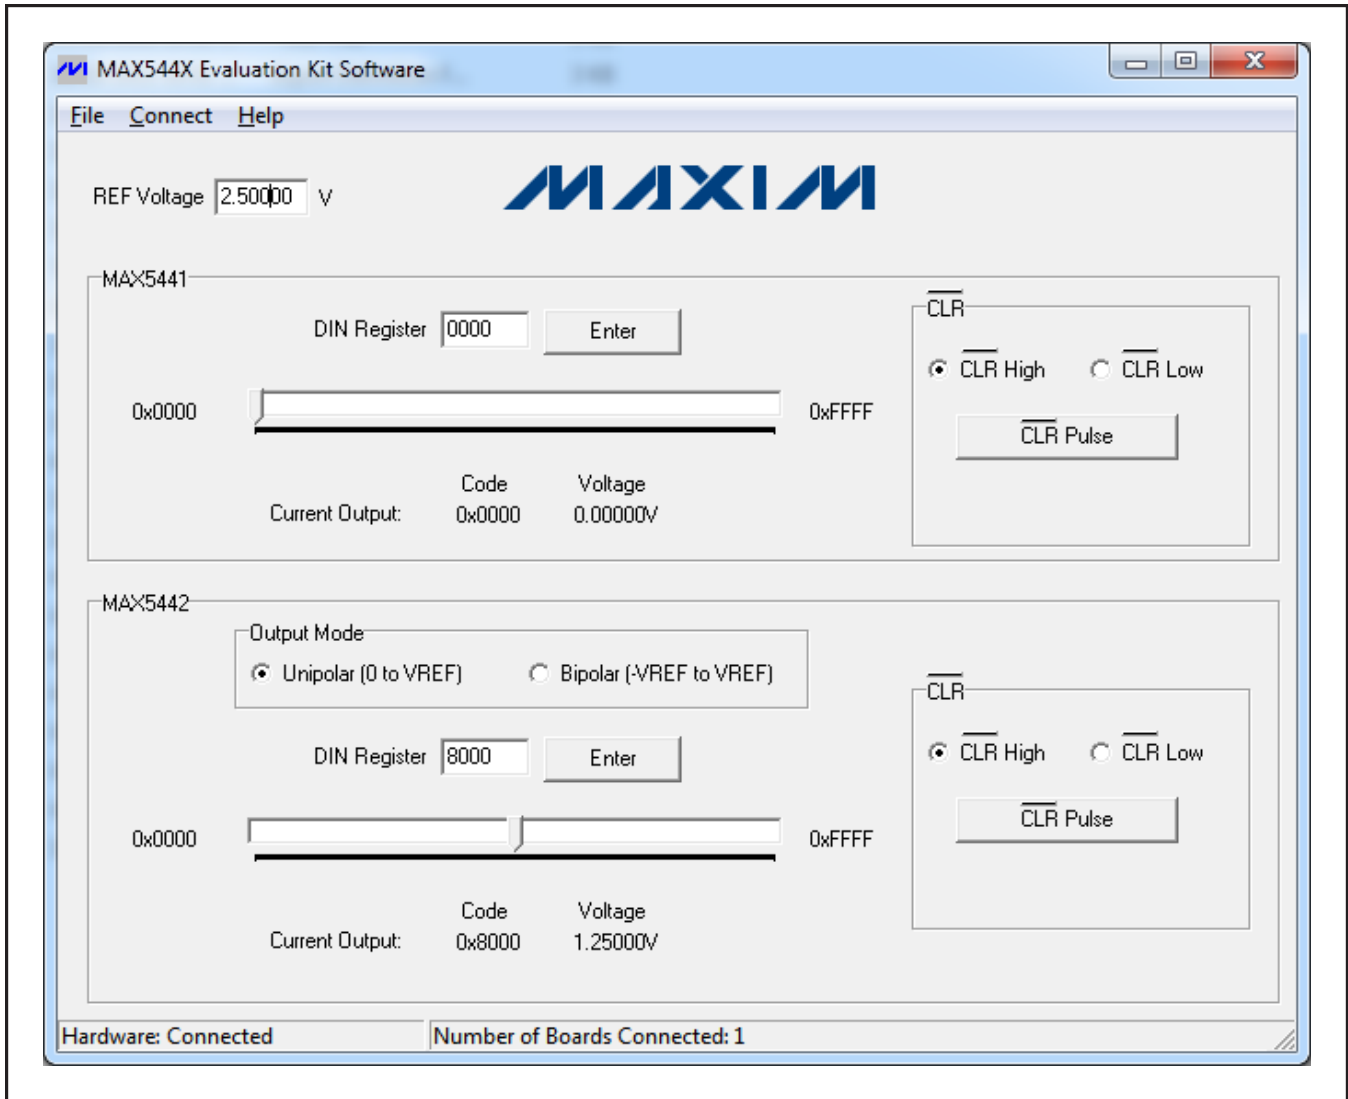 MAX544X Evaluation Kit Software
File Connect Help
REF Voltage 2.50000 V
MAXIM
MAX5441
DIN Register 0000 Enter
0x0000 0xFFFF
Code Voltage
Current Output: 0x0000 0.00000V
CLR
CLR High CLR Low
CLR Pulse
MAX5442
Output Mode
Unipolar (0 to VREF) Bipolar (-VREF to VREF)
DIN Register 8000 Enter
0x0000 0xFFFF
Code Voltage
Current Output: 0x8000 1.25000V
CLR
CLR High CLR Low
CLR Pulse
Hardware: Connected Number of Boards Connected: 1